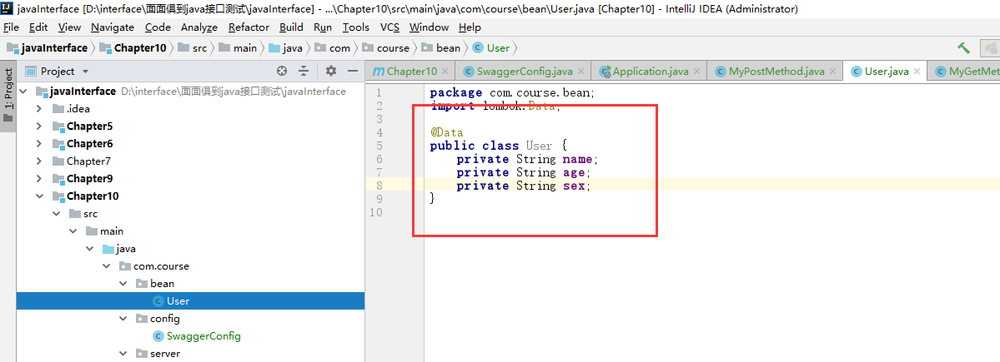 javaInterface [D:\interface\面面俱到java接口测试\javaInterface] - ...\Chapter10\src\main\java\com\course\bean\User.java [Chapter10] - IntelliJ IDEA (Administrator)
File Edit View Navigate Code Analyze Refactor Build Run Tools VCS Window Help
javaInterface Chapter10 src main java com course bean User
1: Project
Project
Chapter10 SwaggerConfig.java Application.java MyPostMethod.java User.java MyGetMet
javaInterface D:\interface\面面俱到java接口测试\javaInterface
.idea
Chapter5
Chapter6
Chapter7
Chapter9
Chapter10
src
main
java
com.course
bean
User
config
SwaggerConfig
server
1 package com.course.bean;
2 import lombok.Data;
3
4 @Data
5 public class User {
6 private String name;
7 private String age;
8 private String sex;
9 }
10